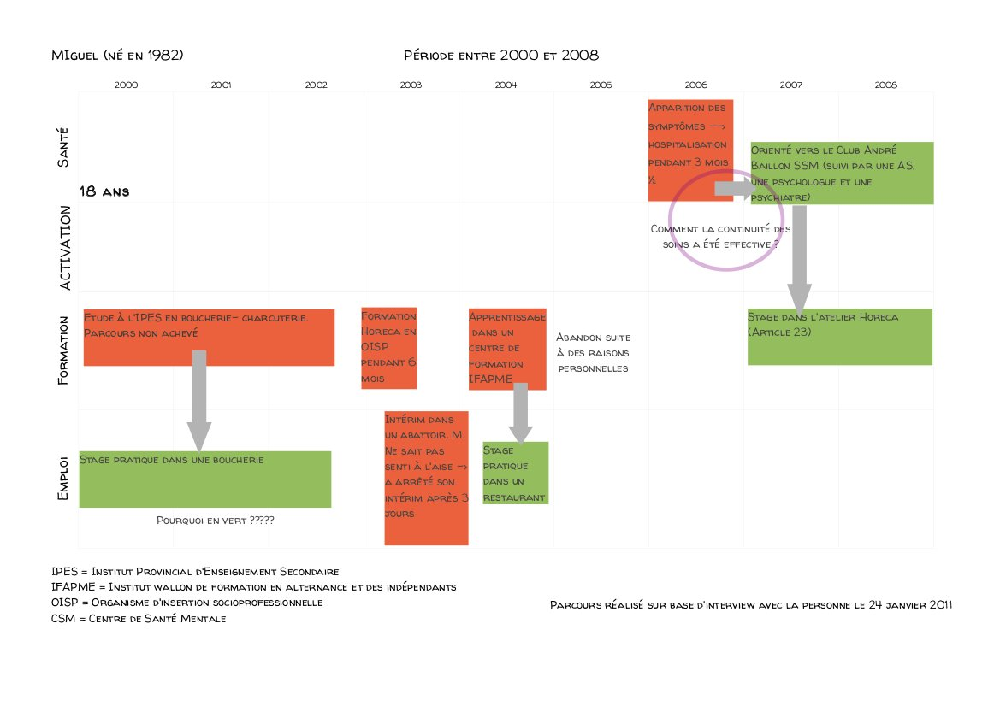 MIguel (né en 1982)
Période entre 2000 et 2008
2000 2001 2002 2003 2004 2005 2006 2007 2008
Santé
18 ans
Apparition des
symptômes —>
hospitalisation
pendant 3 mois
½
Orienté vers le Club André
Baillon SSM (suivi par une AS,
une psychologue et une
psychiatre)
ACTIVATION
Comment la continuité des
soins a été effective ?
Formation
Etude à l'IPES en boucherie- charcuterie.
Parcours non achevé
Formation
Horeca en
OISP
pendant 6
mois
Apprentissage
dans un
centre de
formation
IFAPME
Abandon suite
à des raisons
personnelles
Stage dans l'atelier Horeca
(Article 23)
Emploi
Stage pratique dans une boucherie
Pourquoi en vert ?????
Intérim dans
un abattoir. M.
Ne sait pas
senti à l'aise ->
a arrêté son
intérim après 3
jours
Stage
pratique
dans un
restaurant
IPES = Institut Provincial d'Enseignement Secondaire
IFAPME = Institut wallon de formation en alternance et des indépendants
OISP = Organisme d'insertion socioprofessionnelle
CSM = Centre de Santé Mentale
Parcours réalisé sur base d'interview avec la personne le 24 janvier 2011